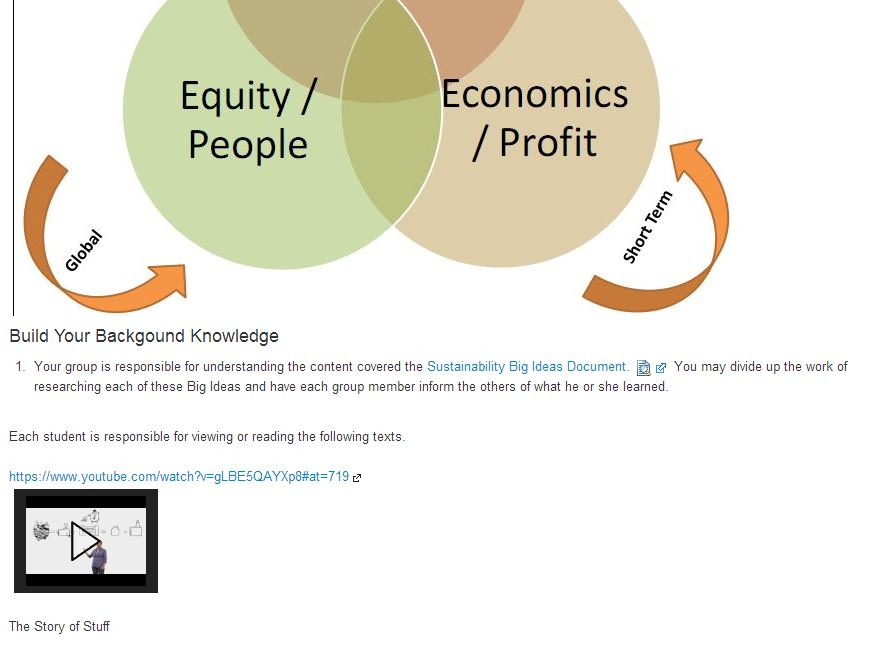 Equity /
People
Economics
/ Profit
Global
Short Term
Build Your Backgound Knowledge
1. Your group is responsible for understanding the content covered the Sustainability Big Ideas Document. You may divide up the work of
researching each of these Big Ideas and have each group member inform the others of what he or she learned.
Each student is responsible for viewing or reading the following texts.
https://www.youtube.com/watch?v=gLBE5QAYXp8#at=719
The Story of Stuff